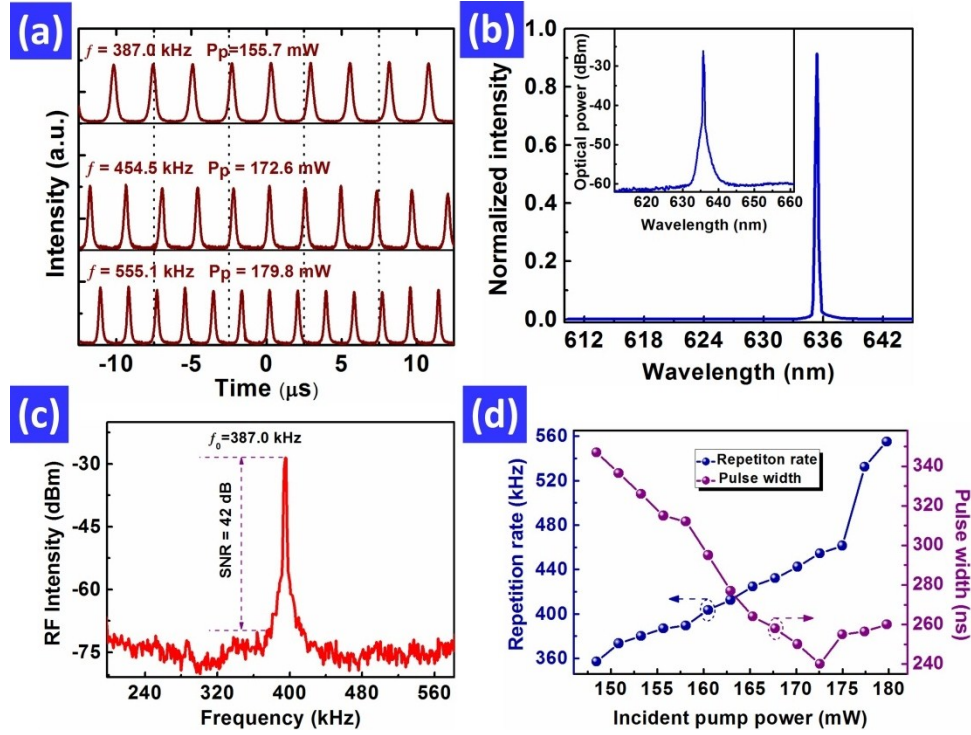 (a)
f = 387.0 kHz Pp=155.7 mW
f = 454.5 kHz Pp = 172.6 mW
f = 555.1 kHz Pp = 179.8 mW
Intensity (a.u.)
-10 -5 0 5 10
Time (μs)
(b)
1.0
0.8
0.6
0.4
0.2
0.0
Normalized intensity
612 618 624 630 636 642
Wavelength (nm)
-30
-40
-50
-60
Optical power (dBm)
620 630 640 650 660
Wavelength (nm)
(c)
f0=387.0 kHz
SNR = 42 dB
-30
-45
-60
-75
RF Intensity (dBm)
240 320 400 480 560
Frequency (kHz)
(d)
560
520
480
440
400
360
Repetition rate (kHz)
Repetiton rate
Pulse width
340
320
300
280
260
240
Pulse width (ns)
150 155 160 165 170 175 180
Incident pump power (mW)